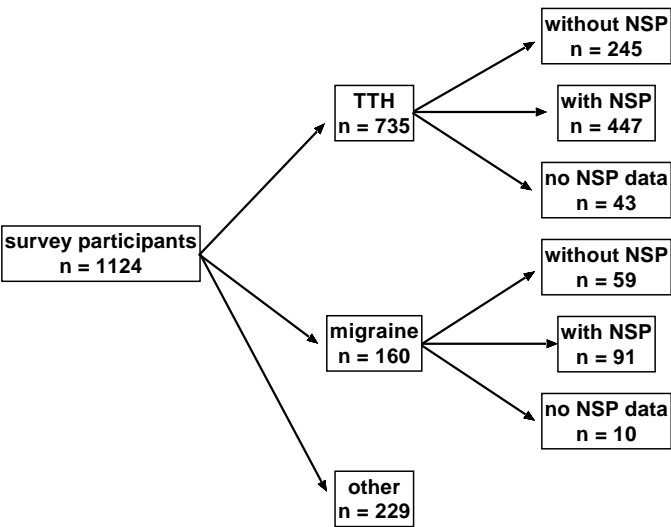 survey participants
n = 1124
TTH
n = 735
without NSP
n = 245
with NSP
n = 447
no NSP data
n = 43
migraine
n = 160
without NSP
n = 59
with NSP
n = 91
no NSP data
n = 10
other
n = 229